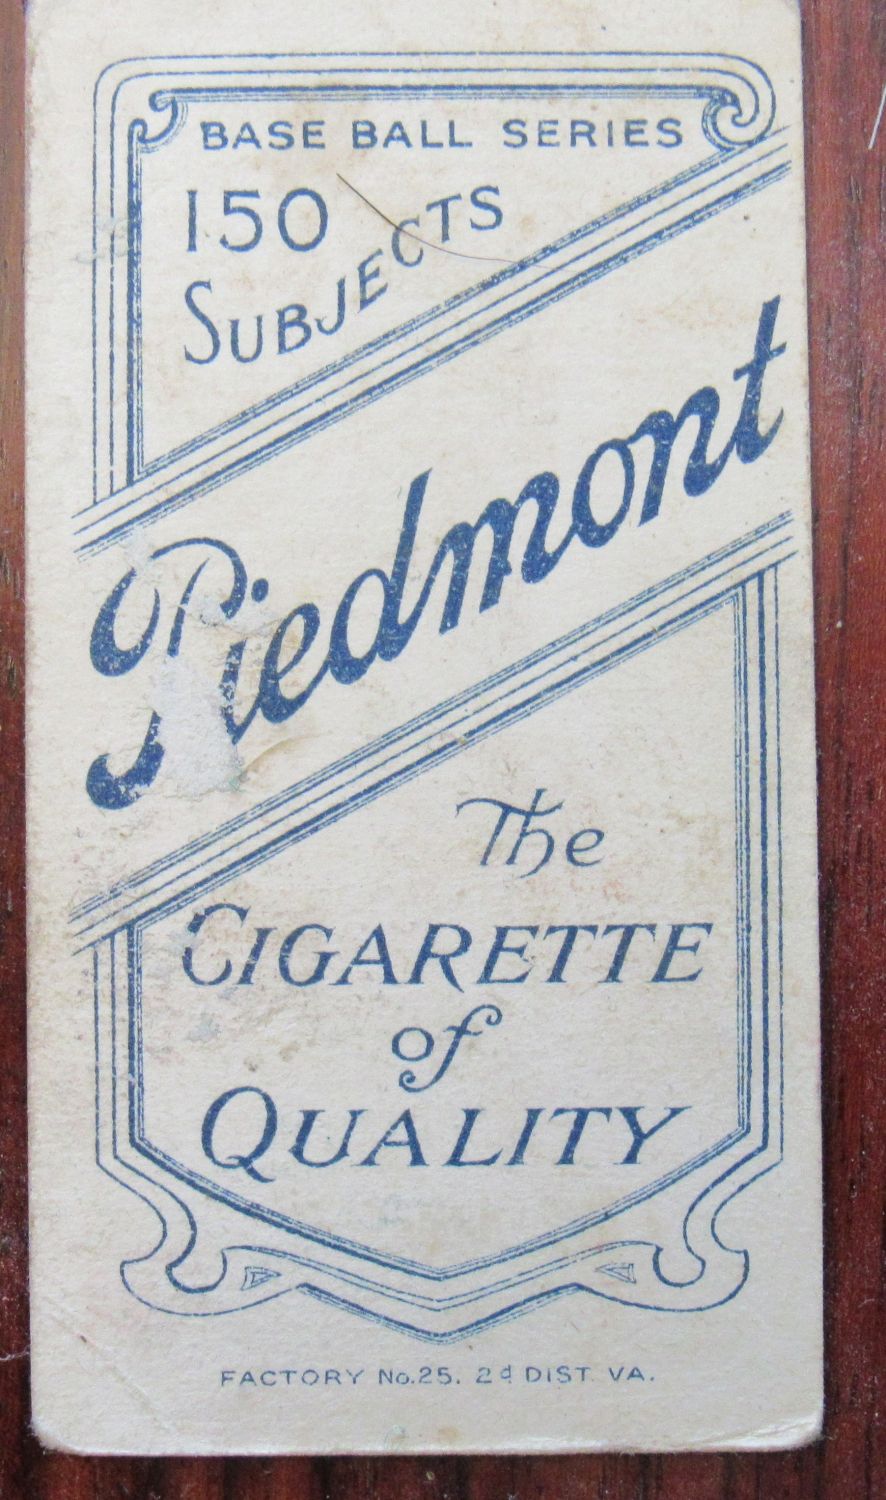 BASE BALL SERIES
150
SUBJECTS
Piedmont
The
CIGARETTE
of
QUALITY
FACTORY No.25. 2d DIST. VA.